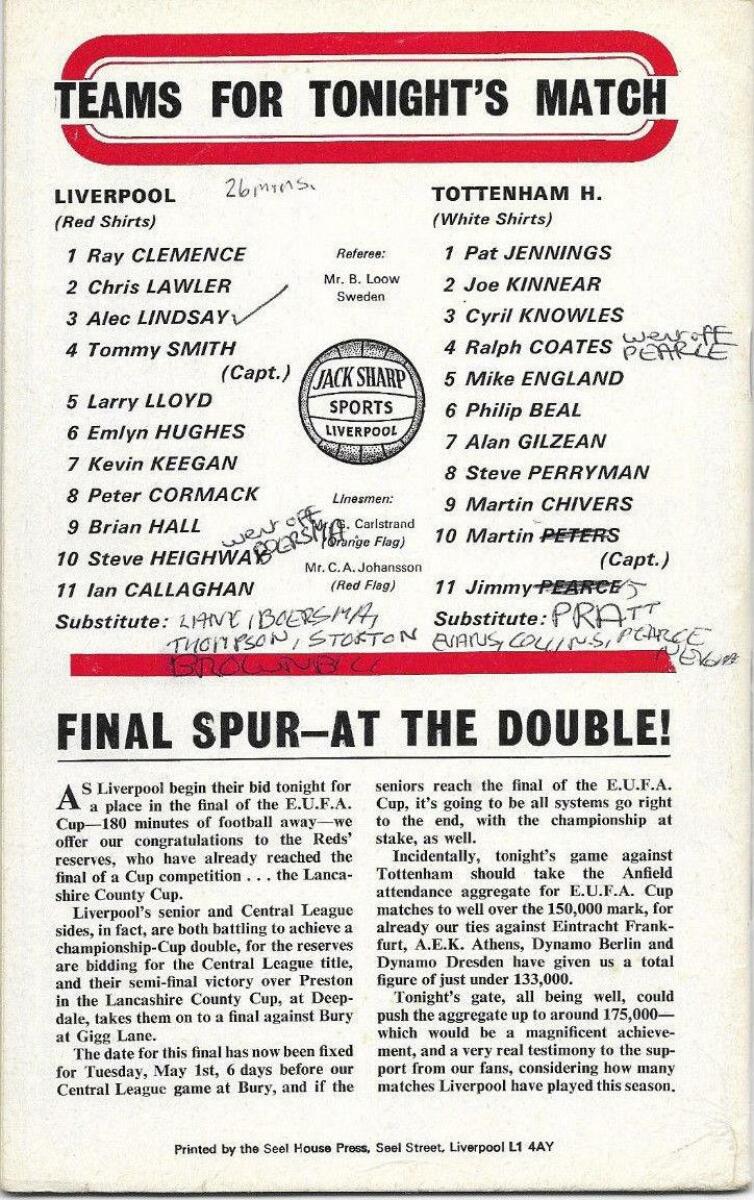 TEAMS FOR TONIGHT'S MATCH
LIVERPOOL
26 mins.
(Red Shirts)
1 Ray CLEMENCE
2 Chris LAWLER
3 Alec LINDSAY ✓
4 Tommy SMITH
(Capt.)
5 Larry LLOYD
6 Emlyn HUGHES
7 Kevin KEEGAN
8 Peter CORMACK
9 Brian HALL
went off
BOERSMA.
10 Steve HEIGHWAY
11 Ian CALLAGHAN
Substitute: LANE, BOERSMA,
THOMPSON, STORTON
BROWNBILL
Referee:
Mr. B. Loow
Sweden
JACK SHARP
SPORTS
LIVERPOOL
Linesmen:
Mr. G. Carlstrand
(Orange Flag)
Mr. C. A. Johansson
(Red Flag)
TOTTENHAM H.
(White Shirts)
1 Pat JENNINGS
2 Joe KINNEAR
3 Cyril KNOWLES
4 Ralph COATES went off
PEARCE
5 Mike ENGLAND
6 Philip BEAL
7 Alan GILZEAN
8 Steve PERRYMAN
9 Martin CHIVERS
10 Martin PETERS
(Capt.)
11 Jimmy PEARCE
Substitute: PRATT
EVANS, COLLINS, PEARCE
FINAL SPUR—AT THE DOUBLE!
AS Liverpool begin their bid tonight for
a place in the final of the E.U.F.A.
Cup—180 minutes of football away—we
offer our congratulations to the Reds'
reserves, who have already reached the
final of a Cup competition . . . the Lanca-
shire County Cup.
Liverpool's senior and Central League
sides, in fact, are both battling to achieve a
championship-Cup double, for the reserves
are bidding for the Central League title,
and their semi-final victory over Preston
in the Lancashire County Cup, at Deep-
dale, takes them on to a final against Bury
at Gigg Lane.
The date for this final has now been fixed
for Tuesday, May 1st, 6 days before our
Central League game at Bury, and if the
seniors reach the final of the E.U.F.A.
Cup, it's going to be all systems go right
to the end, with the championship at
stake, as well.
Incidentally, tonight's game against
Tottenham should take the Anfield
attendance aggregate for E.U.F.A. Cup
matches to well over the 150,000 mark, for
already our ties against Eintracht Frank-
furt, A.E.K. Athens, Dynamo Berlin and
Dynamo Dresden have given us a total
figure of just under 133,000.
Tonight's gate, all being well, could
push the aggregate up to around 175,000—
which would be a magnificent achieve-
ment, and a very real testimony to the sup-
port from our fans, considering how many
matches Liverpool have played this season.
Printed by the Seel House Press, Seel Street, Liverpool L1 4AY